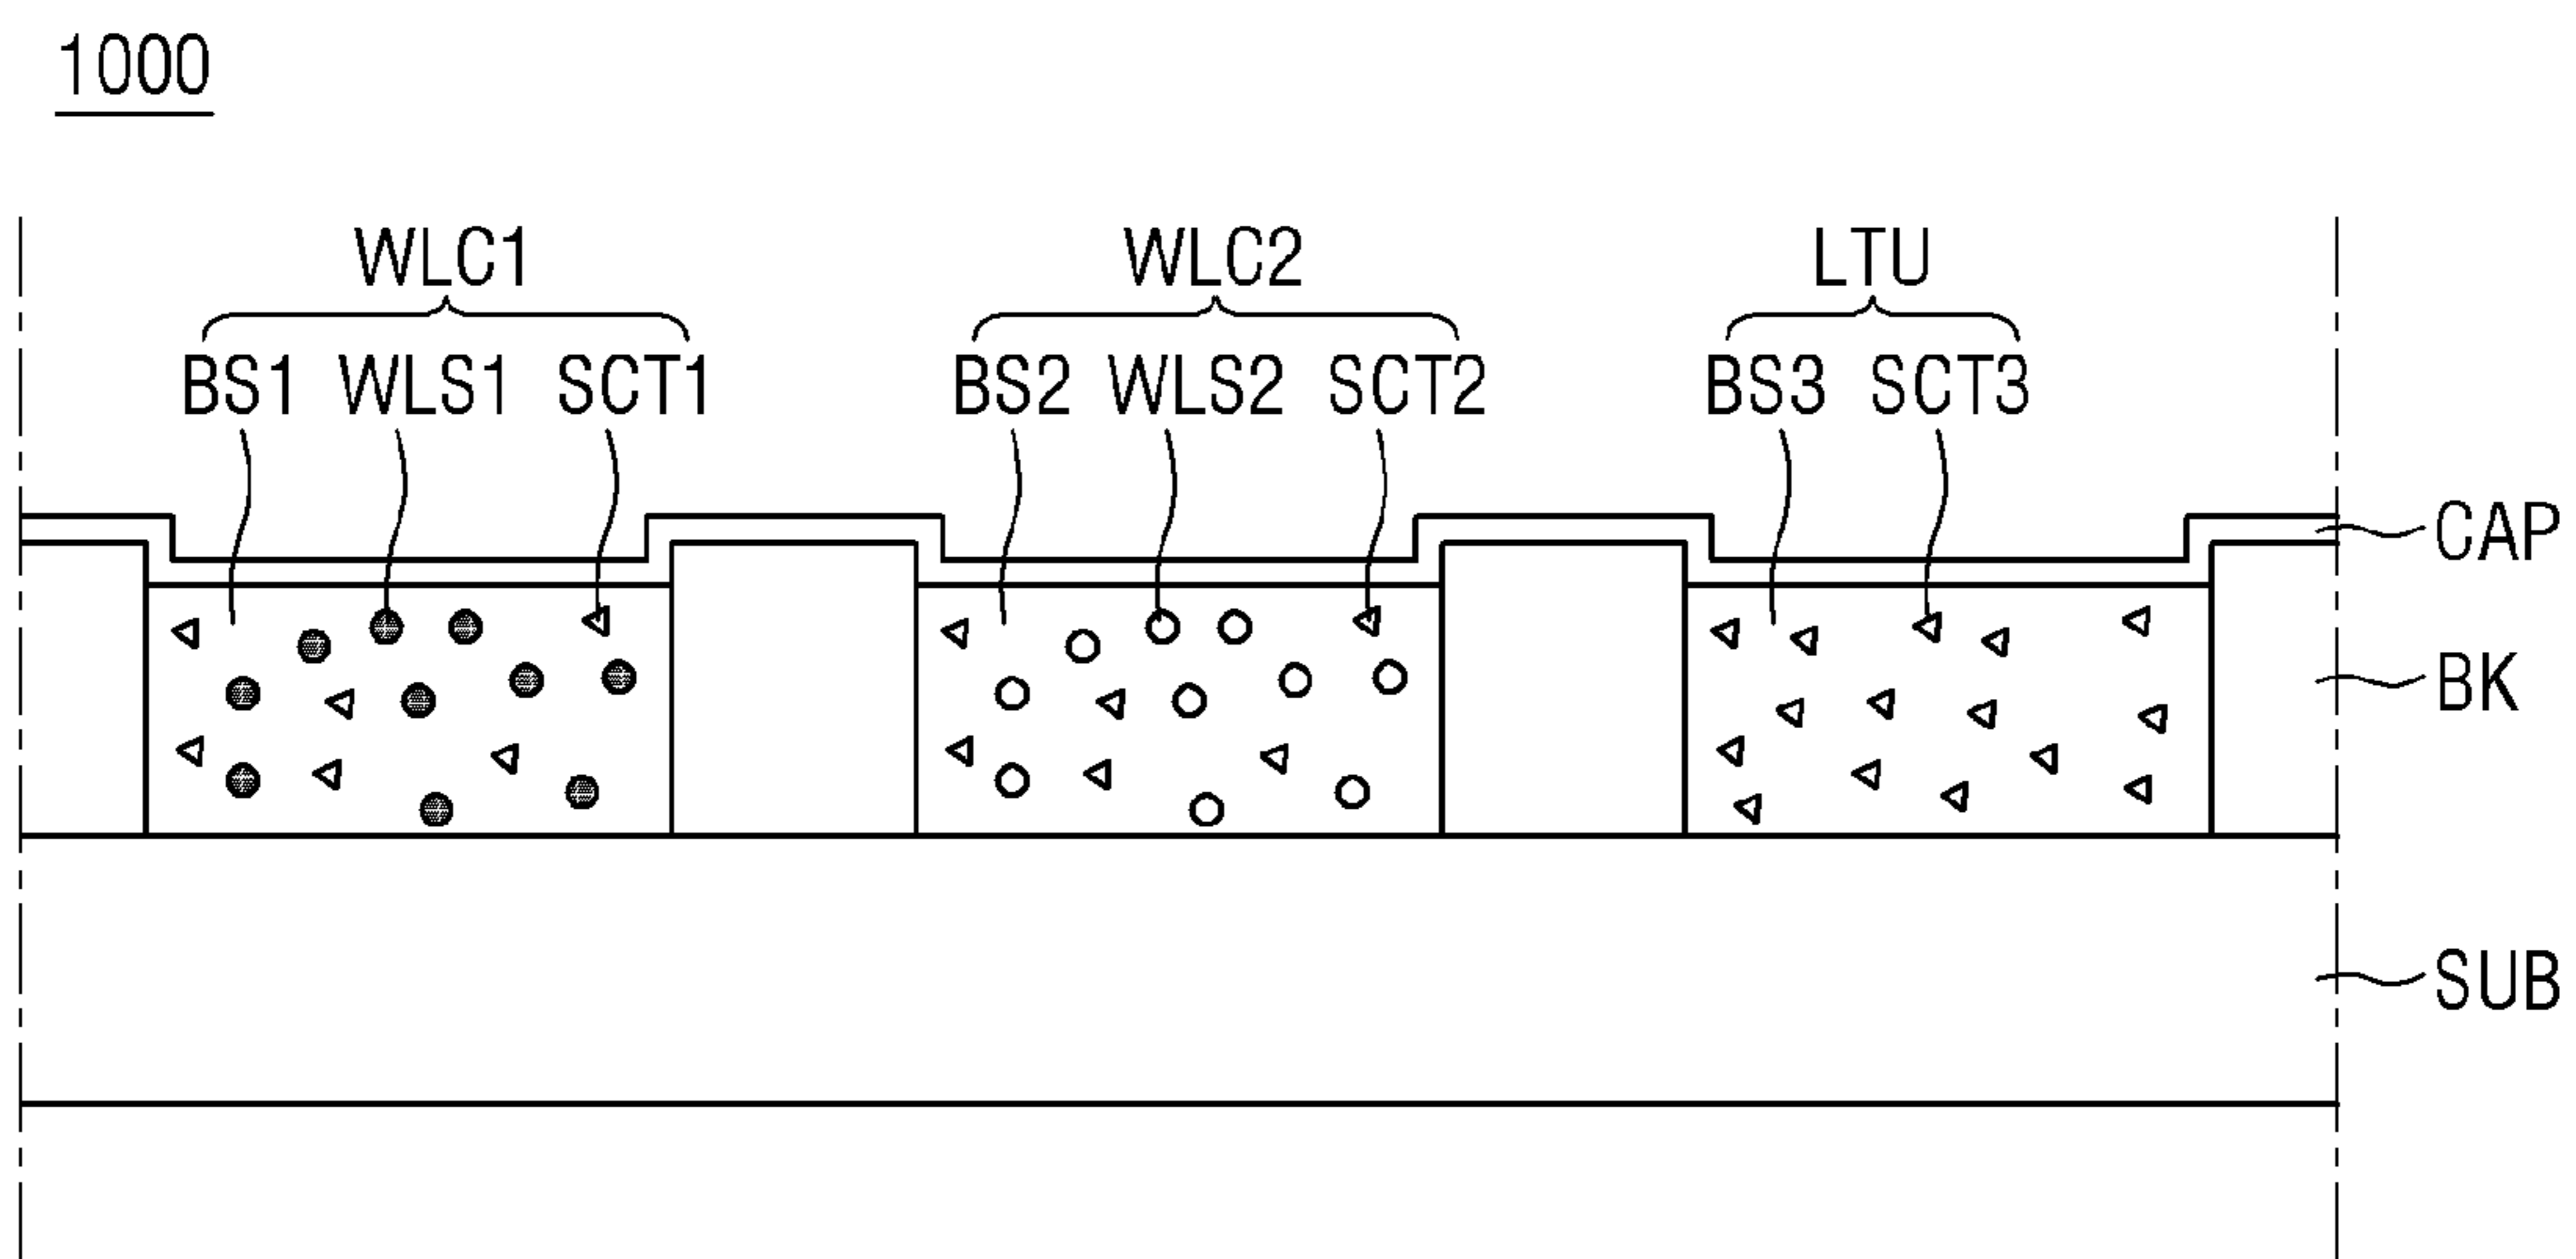 1000
WLC1 WLC2 LTU
BS1 WLS1 SCT1 BS2 WLS2 SCT2 BS3 SCT3
CAP
BK
SUB